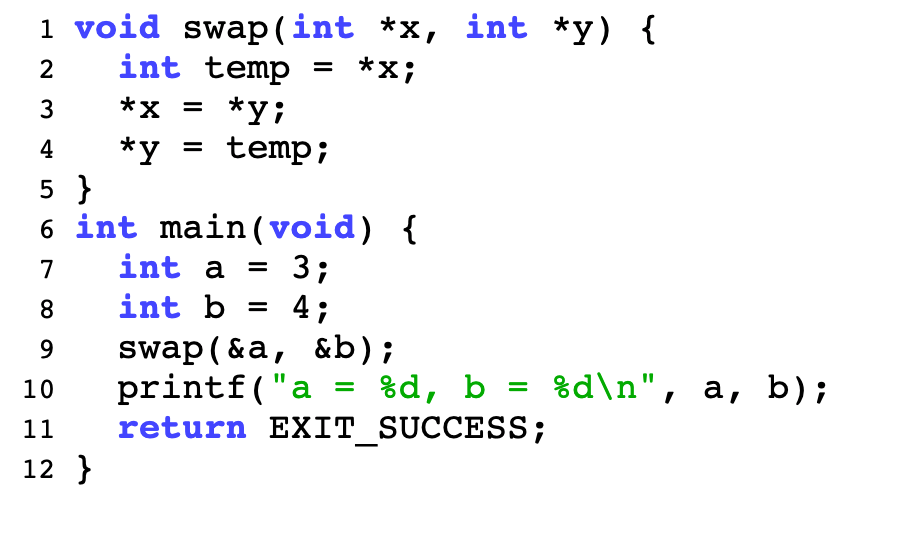 1 void swap(int *x, int *y) {
2   int temp = *x;
3   *x = *y;
4   *y = temp;
5 }
6 int main(void) {
7   int a = 3;
8   int b = 4;
9   swap(&a, &b);
10   printf("a = %d, b = %d\n", a, b);
11   return EXIT_SUCCESS;
12 }